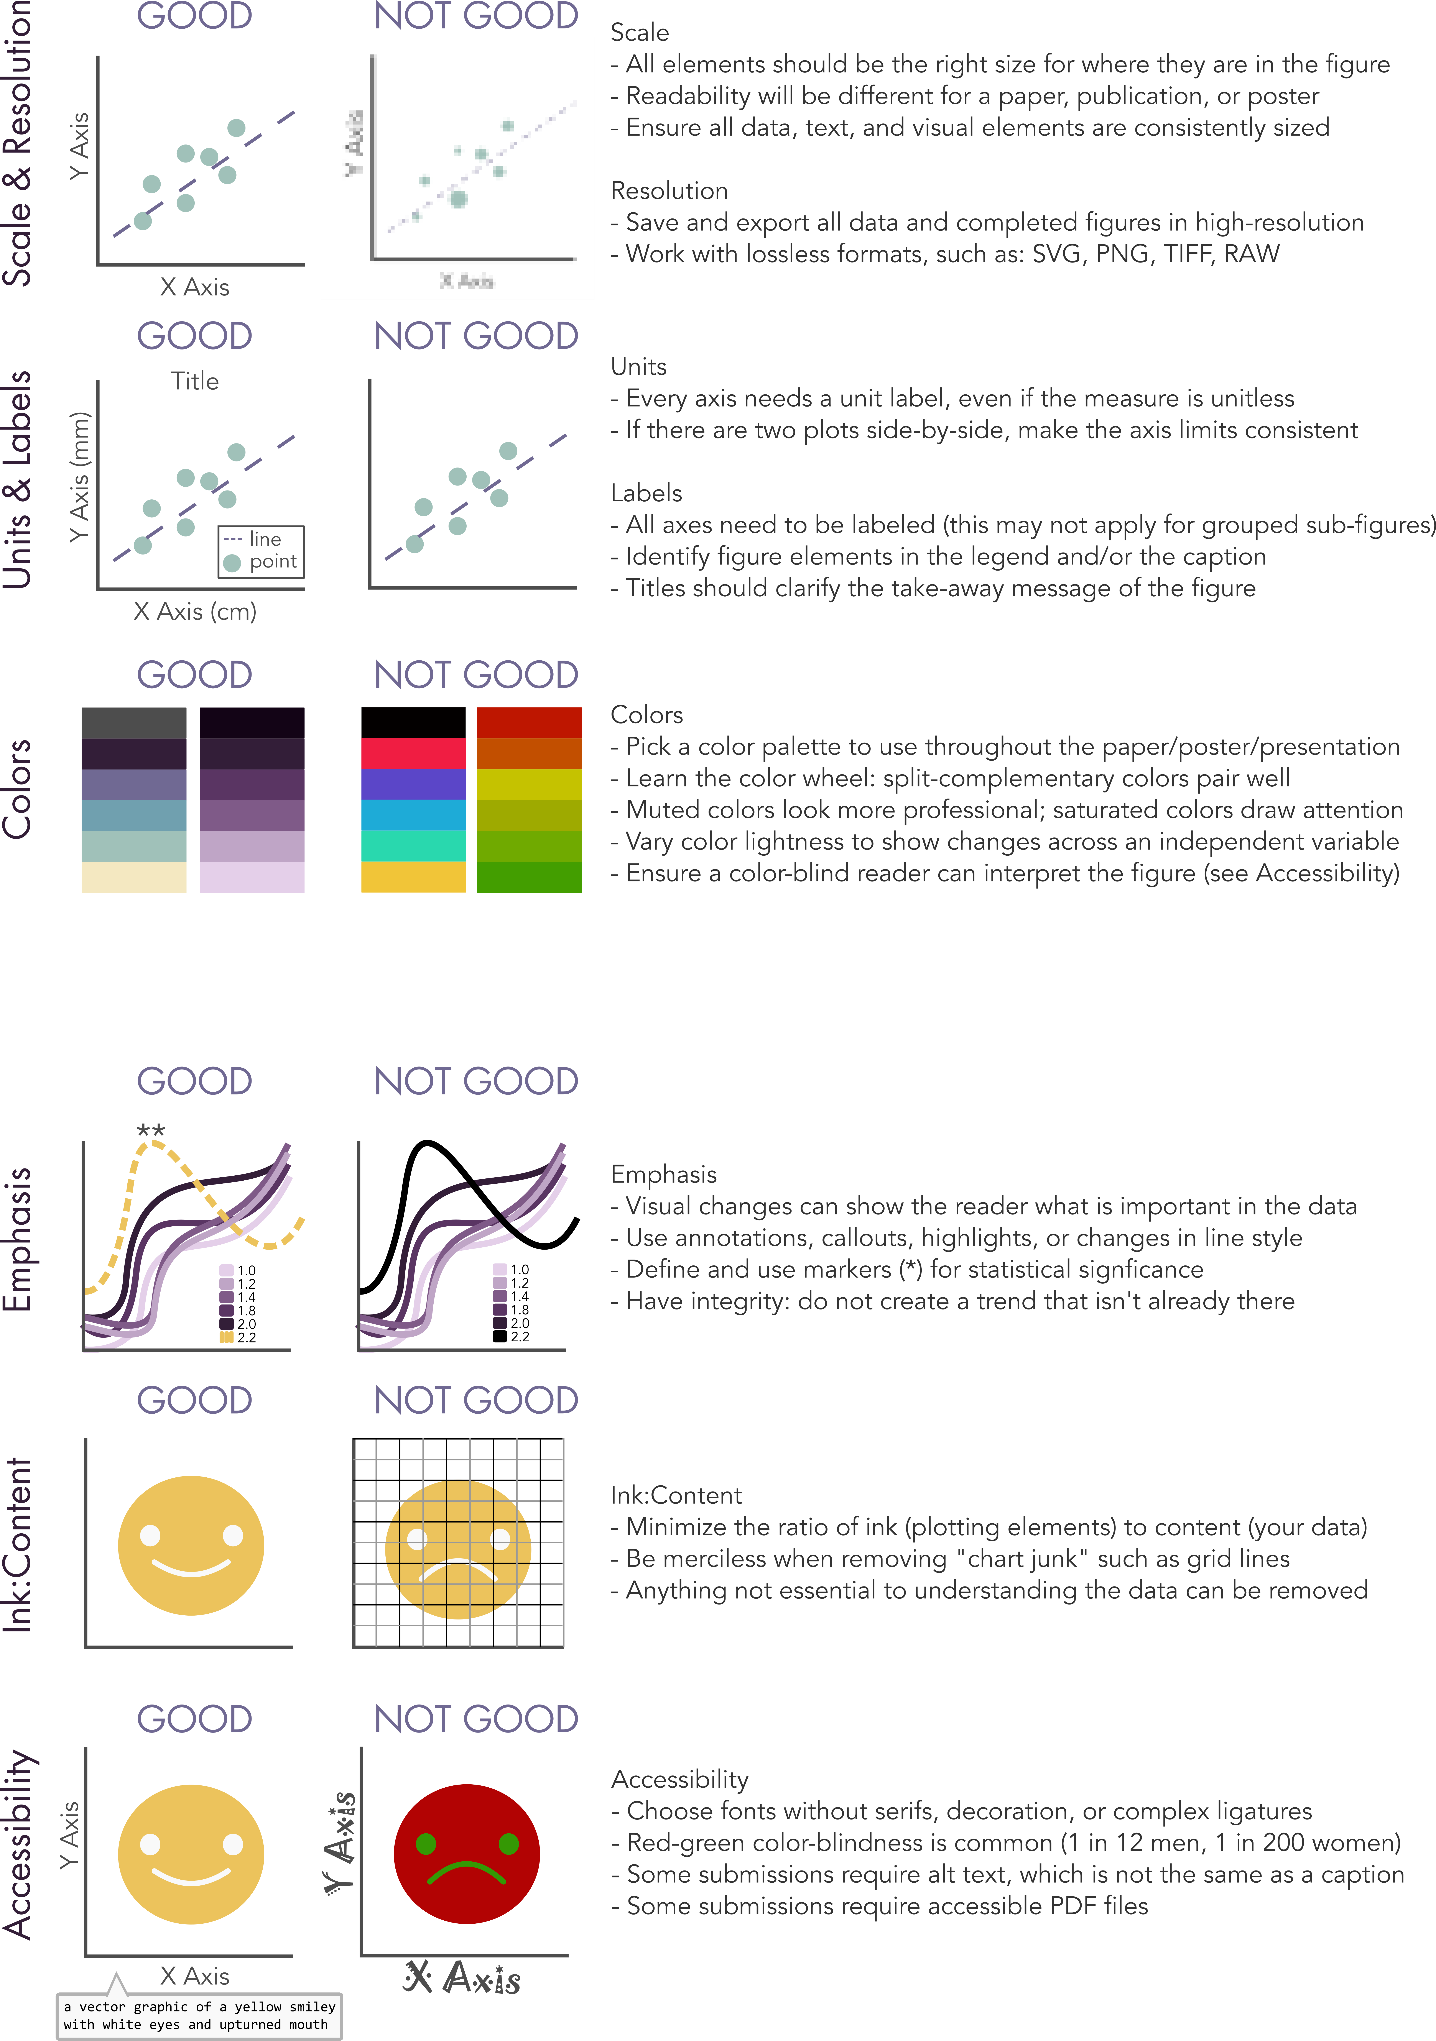 Scale & Resolution
GOOD
NOT GOOD
Y Axis
X Axis
Y Axis
X Axis
Scale
- All elements should be the right size for where they are in the figure
- Readability will be different for a paper, publication, or poster
- Ensure all data, text, and visual elements are consistently sized
Resolution
- Save and export all data and completed figures in high-resolution
- Work with lossless formats, such as: SVG, PNG, TIFF, RAW
Units & Labels
GOOD
NOT GOOD
Title
Y Axis (mm)
line
point
X Axis (cm)
Units
- Every axis needs a unit label, even if the measure is unitless
- If there are two plots side-by-side, make the axis limits consistent
Labels
- All axes need to be labeled (this may not apply for grouped sub-figures)
- Identify figure elements in the legend and/or the caption
- Titles should clarify the take-away message of the figure
Colors
GOOD
NOT GOOD
Colors
- Pick a color palette to use throughout the paper/poster/presentation
- Learn the color wheel: split-complementary colors pair well
- Muted colors look more professional; saturated colors draw attention
- Vary color lightness to show changes across an independent variable
- Ensure a color-blind reader can interpret the figure (see Accessibility)
Emphasis
GOOD
NOT GOOD
**
1.0
1.2
1.4
1.8
2.0
2.2
1.0
1.2
1.4
1.8
2.0
2.2
Emphasis
- Visual changes can show the reader what is important in the data
- Use annotations, callouts, highlights, or changes in line style
- Define and use markers (*) for statistical signficance
- Have integrity: do not create a trend that isn't already there
Ink:Content
GOOD
NOT GOOD
Ink:Content
- Minimize the ratio of ink (plotting elements) to content (your data)
- Be merciless when removing "chart junk" such as grid lines
- Anything not essential to understanding the data can be removed
Accessibility
GOOD
NOT GOOD
Y Axis
X Axis
a vector graphic of a yellow smiley
with white eyes and upturned mouth
Y Axis
X Axis
Accessibility
- Choose fonts without serifs, decoration, or complex ligatures
- Red-green color-blindness is common (1 in 12 men, 1 in 200 women)
- Some submissions require alt text, which is not the same as a caption
- Some submissions require accessible PDF files